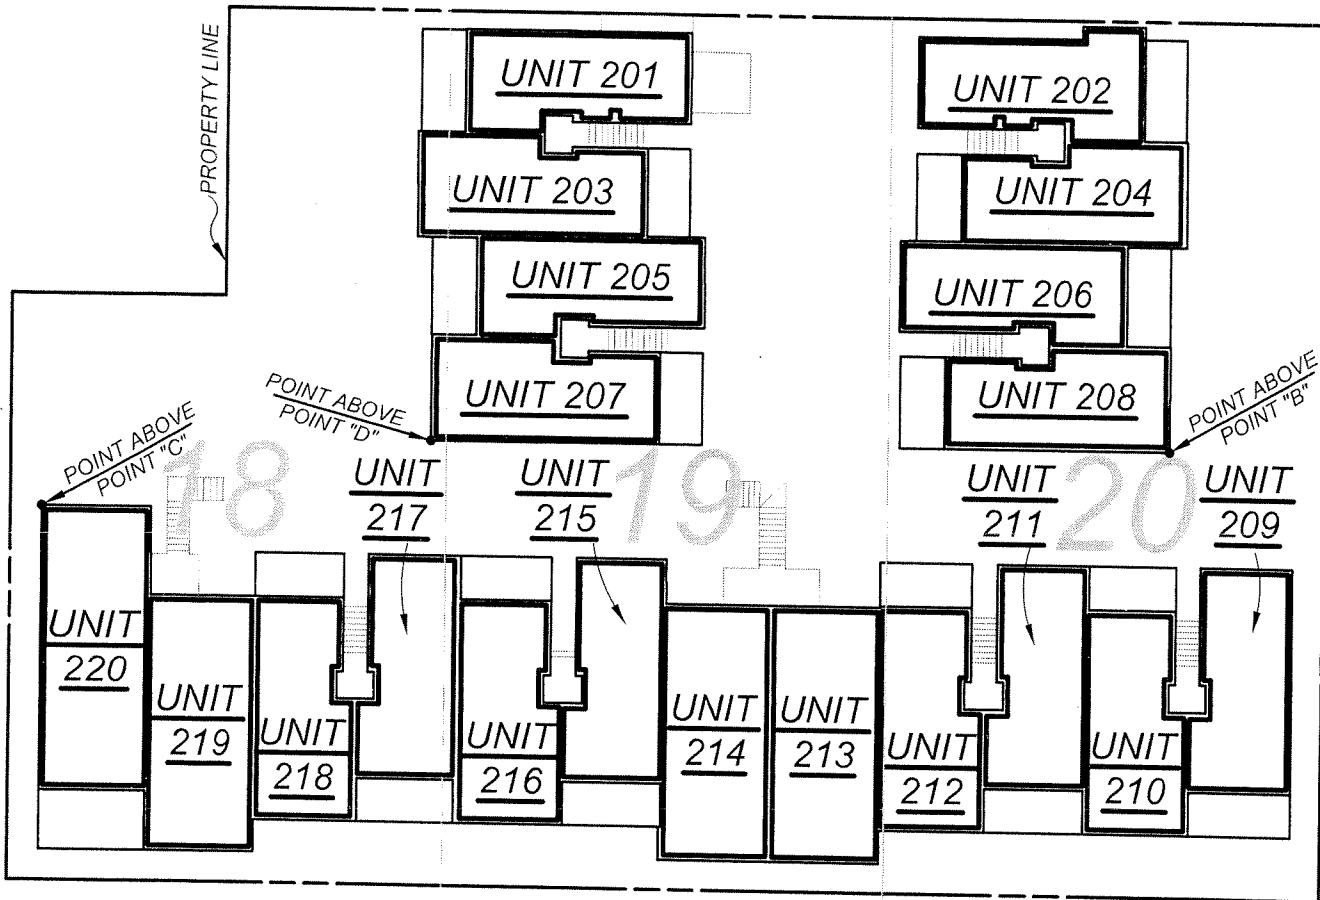 PROPERTY LINE
UNIT 201
UNIT 202
UNIT 203
UNIT 204
UNIT 205
UNIT 206
UNIT 207
UNIT 208
POINT ABOVE
POINT "D"
POINT ABOVE
POINT "B"
POINT ABOVE
POINT "C"
18
19
20
UNIT
217
UNIT
215
UNIT
211
UNIT
209
UNIT
220
UNIT
219
UNIT
218
UNIT
216
UNIT
214
UNIT
213
UNIT
212
UNIT
210